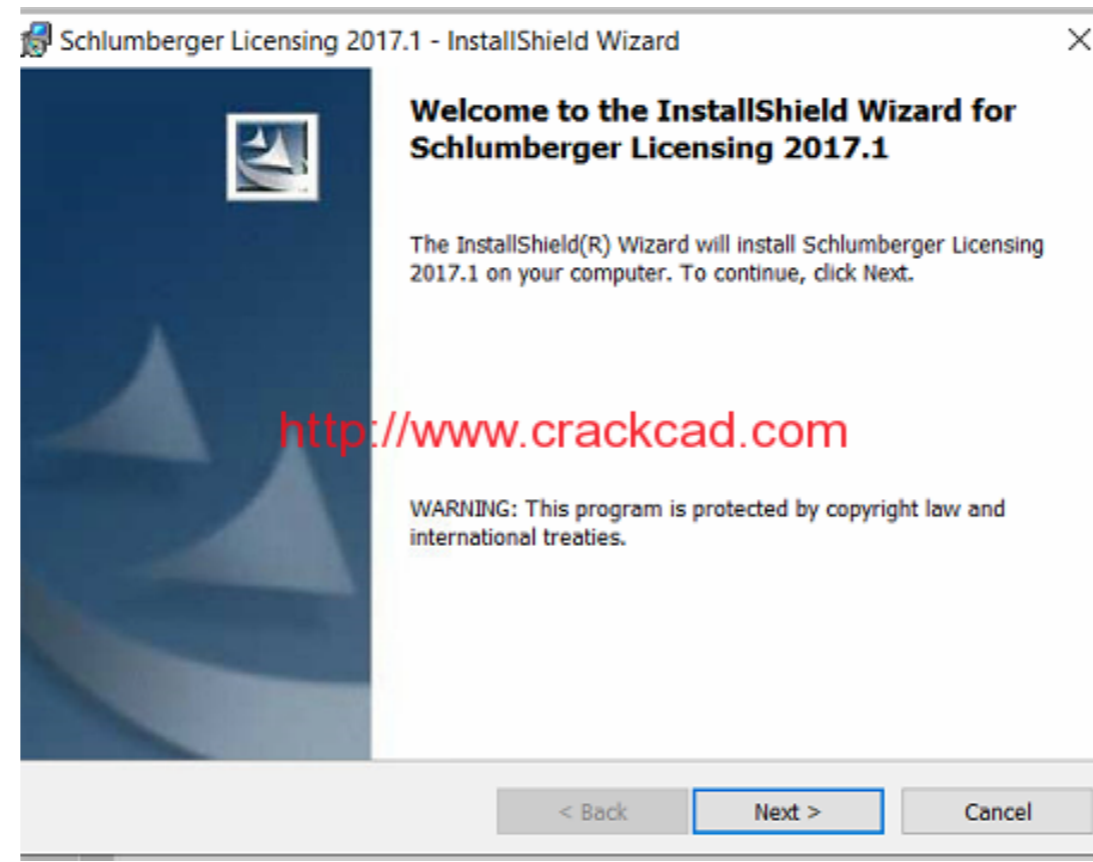 Schlumberger Licensing 2017.1 - InstallShield Wizard
Welcome to the InstallShield Wizard for
Schlumberger Licensing 2017.1
The InstallShield(R) Wizard will install Schlumberger Licensing
2017.1 on your computer. To continue, click Next.
http://www.crackcad.com
WARNING: This program is protected by copyright law and
international treaties.
< Back
Next >
Cancel